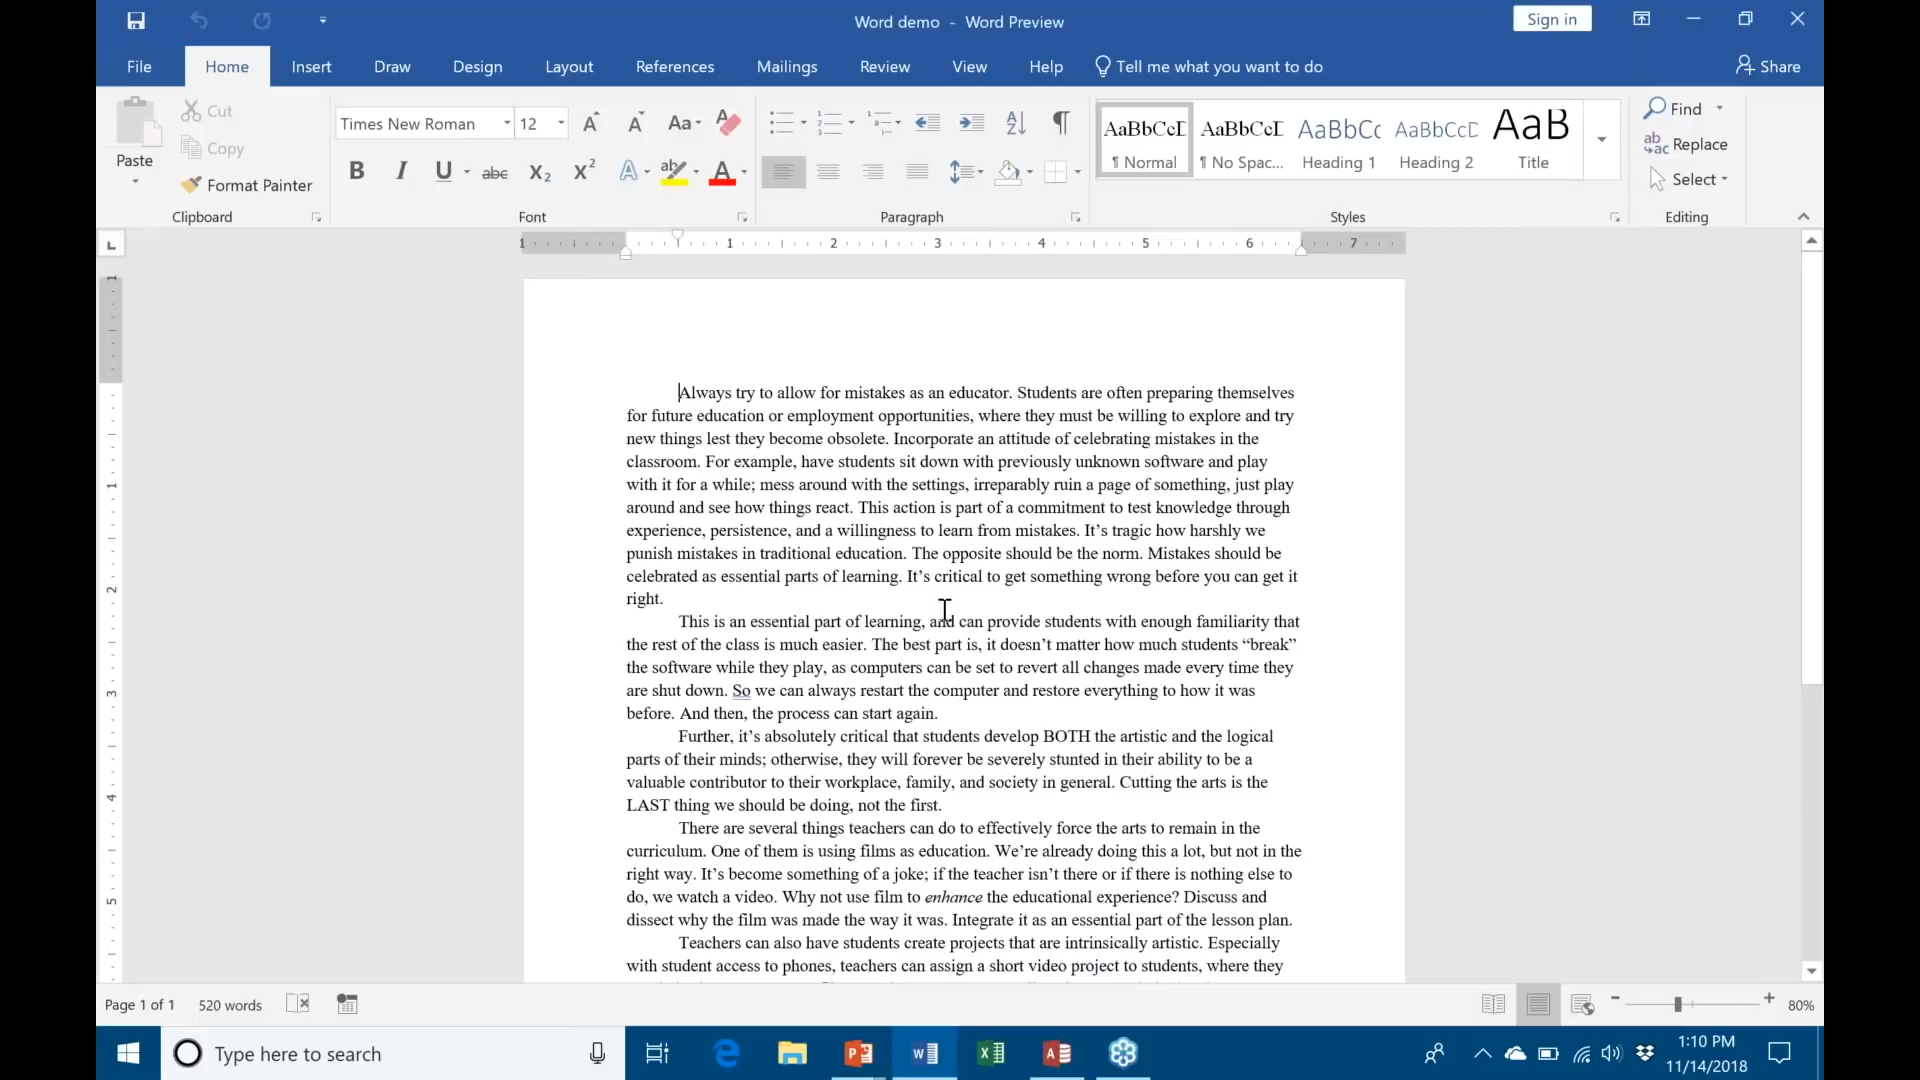 Word demo - Word Preview
Sign in
File Home Insert Draw Design Layout References Mailings Review View Help Tell me what you want to do Share
Paste
Cut
Copy
Format Painter
Clipboard
Times New Roman 12
Aa
B I U abc X₂ X²
A
Font
Paragraph
AaBbCcD AaBbCcD AaBbCc AaBbCcD AaB
¶ Normal ¶ No Spac... Heading 1 Heading 2 Title
Styles
Find
Replace
Select
Editing
1 1 2 3 4 5 6 7
Always try to allow for mistakes as an educator. Students are often preparing themselves
for future education or employment opportunities, where they must be willing to explore and try
new things lest they become obsolete. Incorporate an attitude of celebrating mistakes in the
classroom. For example, have students sit down with previously unknown software and play
with it for a while; mess around with the settings, irreparably ruin a page of something, just play
around and see how things react. This action is part of a commitment to test knowledge through
experience, persistence, and a willingness to learn from mistakes. It’s tragic how harshly we
punish mistakes in traditional education. The opposite should be the norm. Mistakes should be
celebrated as essential parts of learning. It’s critical to get something wrong before you can get it
right.
This is an essential part of learning, and can provide students with enough familiarity that
the rest of the class is much easier. The best part is, it doesn’t matter how much students “break”
the software while they play, as computers can be set to revert all changes made every time they
are shut down. So we can always restart the computer and restore everything to how it was
before. And then, the process can start again.
Further, it’s absolutely critical that students develop BOTH the artistic and the logical
parts of their minds; otherwise, they will forever be severely stunted in their ability to be a
valuable contributor to their workplace, family, and society in general. Cutting the arts is the
LAST thing we should be doing, not the first.
There are several things teachers can do to effectively force the arts to remain in the
curriculum. One of them is using films as education. We’re already doing this a lot, but not in the
right way. It’s become something of a joke; if the teacher isn’t there or if there is nothing else to
do, we watch a video. Why not use film to enhance the educational experience? Discuss and
dissect why the film was made the way it was. Integrate it as an essential part of the lesson plan.
Teachers can also have students create projects that are intrinsically artistic. Especially
with student access to phones, teachers can assign a short video project to students, where they
Page 1 of 1 520 words
80%
Type here to search
1:10 PM
11/14/2018